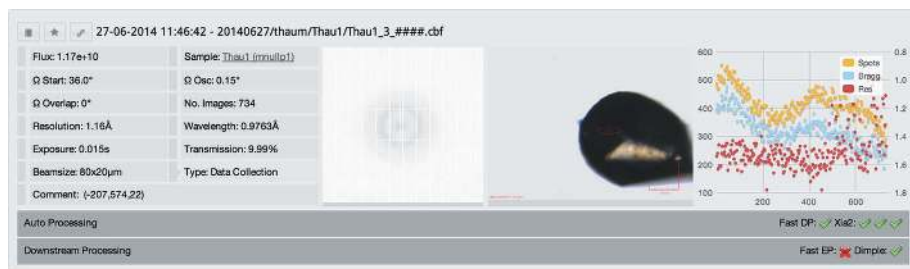 27-06-2014 11:46:42 - 20140627/thaum/Thau1/Thau1_3_####.cbf
Flux: 1.17e+10 Sample: Thau1 (mnullp1)
Ω Start: 36.0° Ω Osc: 0.15°
Ω Overlap: 0° No. Images: 734
Resolution: 1.16Å Wavelength: 0.9763Å
Exposure: 0.015s Transmission: 9.99%
Beamsize: 80x20μm Type: Data Collection
Comment: (-207,574,22)
600 0.8
500 1.0
400 1.2
300 1.4
200 1.6
100 1.8
Spots
Bragg
Res
200 400 600
Auto Processing Fast DP: Xia2:
Downstream Processing Fast EP: Dimple: